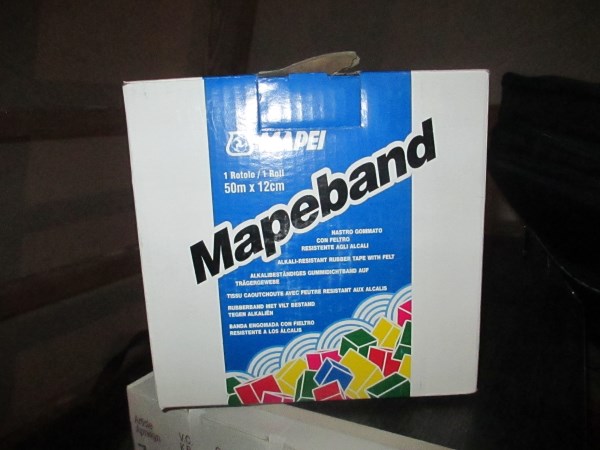 MAPEI
1 Rotolo / 1 Roll
50m x 12cm
Mapeband
NASTRO GOMMATO
CON FELTRO
RESISTENTE AGLI ALCALI
ALKALI-RESISTANT RUBBER TAPE WITH FELT
ALKALIBESTÄNDIGES GUMMIDICHTBAND AUF
TRÄGERGEWEBE
TISSU CAOUTCHOUTE AVEC FEUTRE RESISTANT AUX ALCALIS
RUBBERBAND MET VILT BESTAND
TEGEN ALKALIËN
BANDA ENGOMADA CON FIELTRO
RESISTENTE A LOS ÁLCALIS
Article
V.C.